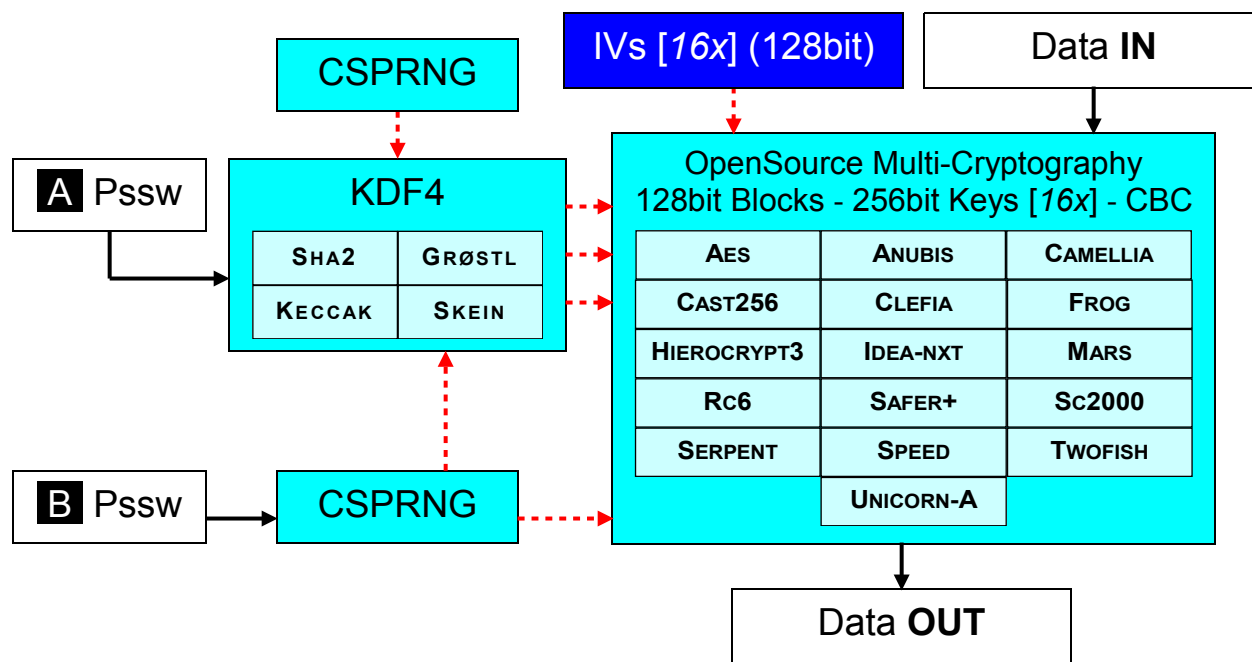 CSPRNG
IVs [16x] (128bit)
Data IN
A Pssw
KDF4
SHA2 GRØSTL
KECCAK SKEIN
OpenSource Multi-Cryptography
128bit Blocks - 256bit Keys [16x] - CBC
AES ANUBIS CAMELLIA
CAST256 CLEFIA FROG
HIEROCRYPT3 IDEA-NXT MARS
RC6 SAFER+ SC2000
SERPENT SPEED TWOFISH
UNICORN-A
B Pssw
CSPRNG
Data OUT